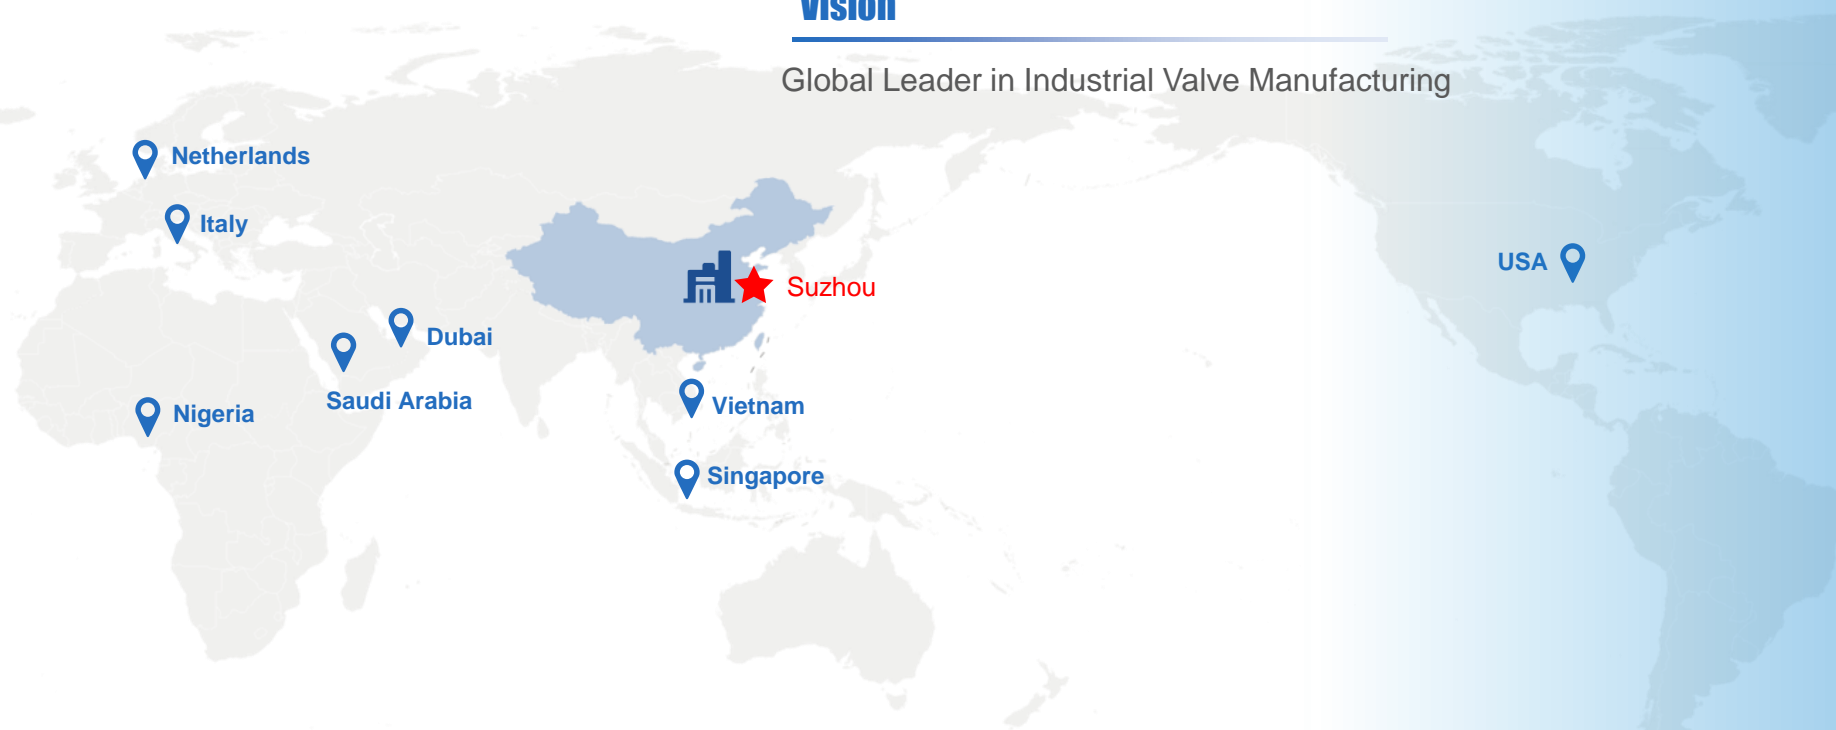 Vision
Global Leader in Industrial Valve Manufacturing
Netherlands
Italy
USA
Suzhou
Dubai
Saudi Arabia
Nigeria
Vietnam
Singapore